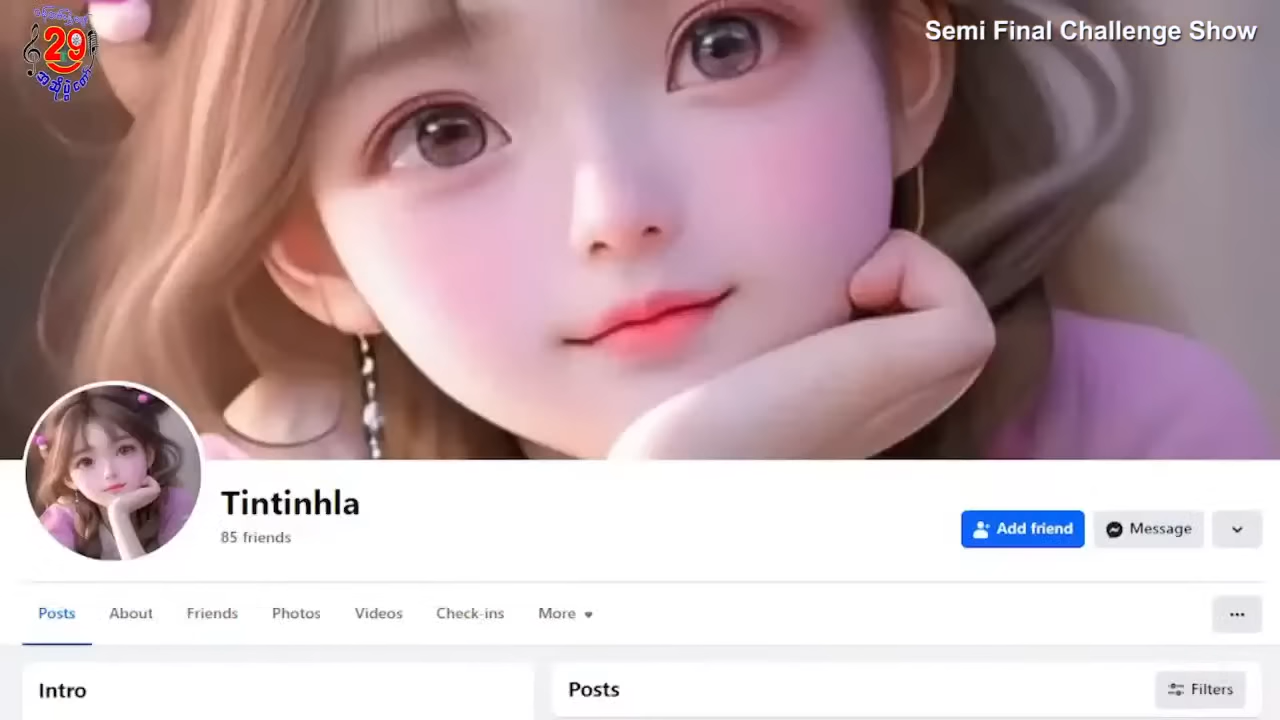 29
Semi Final Challenge Show
Tintinhla
85 friends
Add friend
Message
Posts
About
Friends
Photos
Videos
Check-ins
More
Intro
Posts
Filters